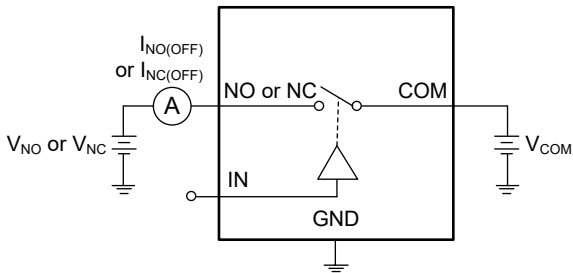 I_NO(OFF)
or I_NC(OFF)
A
NO or NC
COM
V_NO or V_NC
V_COM
IN
GND